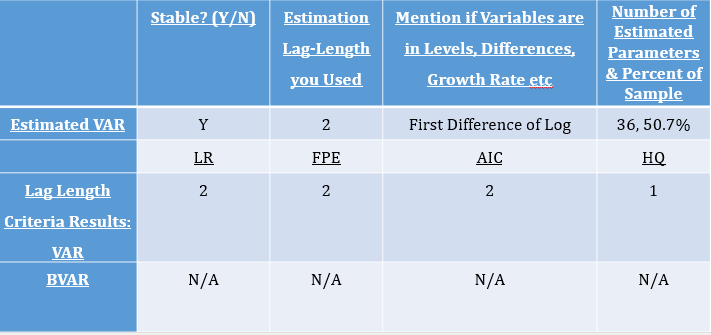 Stable? (Y/N)
Estimation
Lag-Length
you Used
Mention if Variables are
in Levels, Differences,
Growth Rate etc
Number of
Estimated
Parameters
& Percent of
Sample
Estimated VAR
Y
2
First Difference of Log
36, 50.7%
LR
FPE
AIC
HQ
Lag Length
Criteria Results:
VAR
2
2
2
1
BVAR
N/A
N/A
N/A
N/A